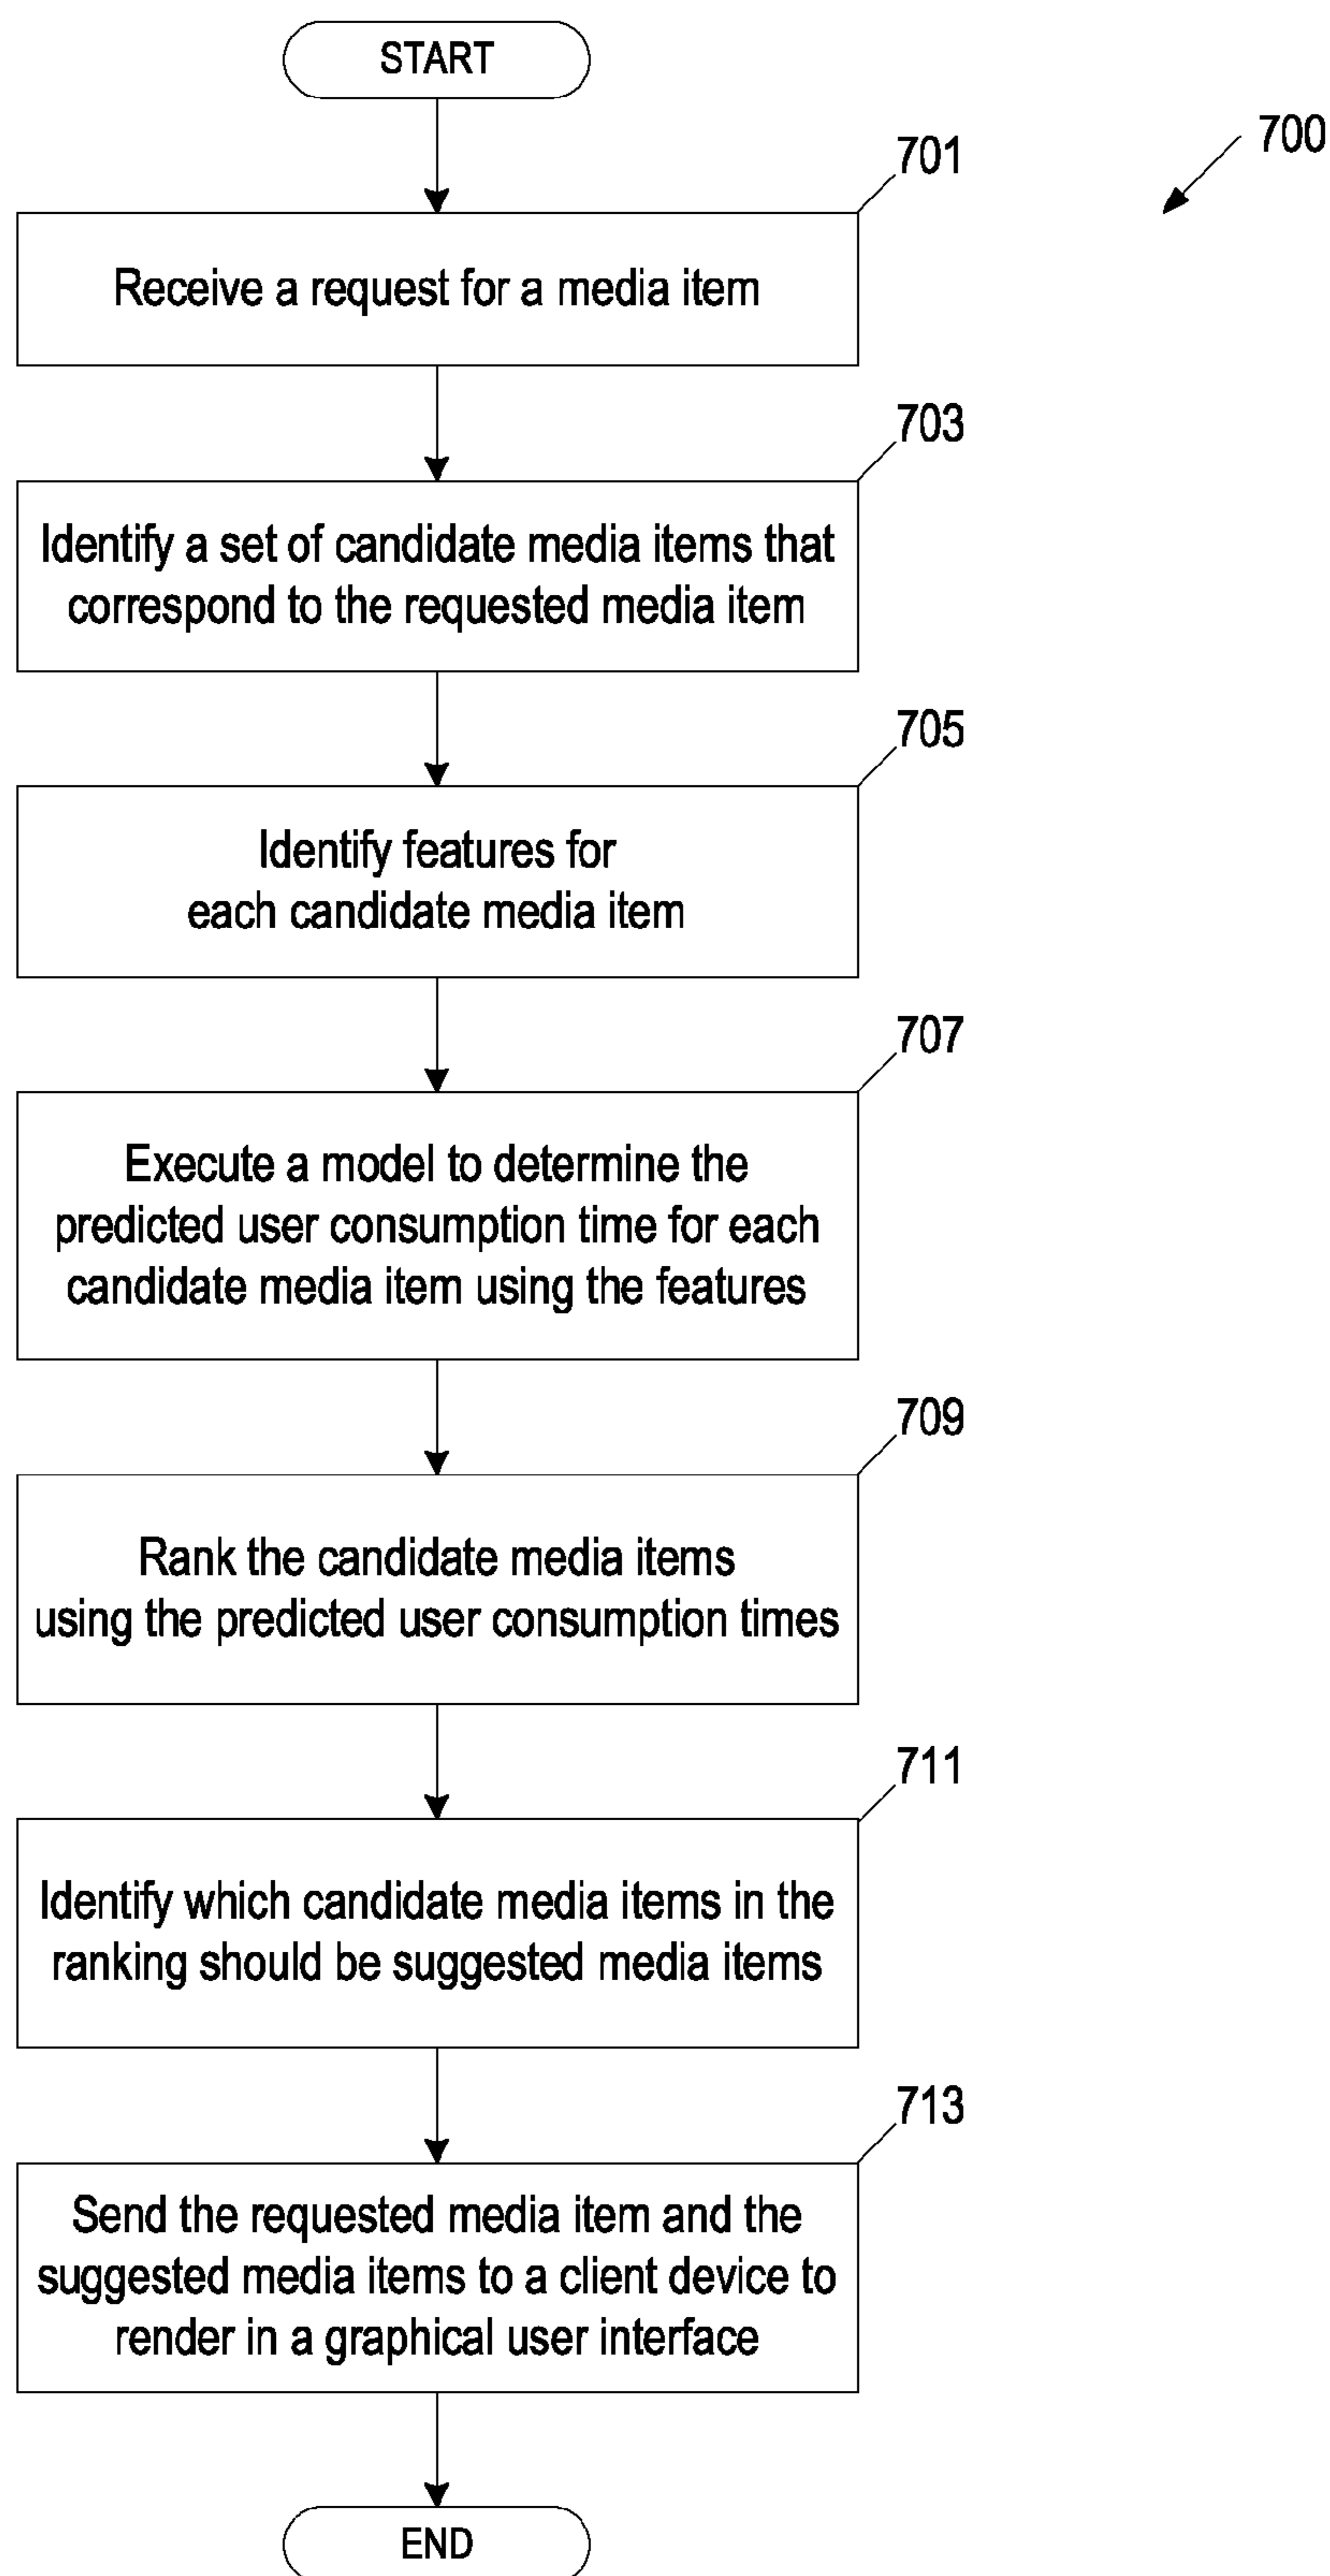 START
700
701
Receive a request for a media item
703
Identify a set of candidate media items that
correspond to the requested media item
705
Identify features for
each candidate media item
707
Execute a model to determine the
predicted user consumption time for each
candidate media item using the features
709
Rank the candidate media items
using the predicted user consumption times
711
Identify which candidate media items in the
ranking should be suggested media items
713
Send the requested media item and the
suggested media items to a client device to
render in a graphical user interface
END